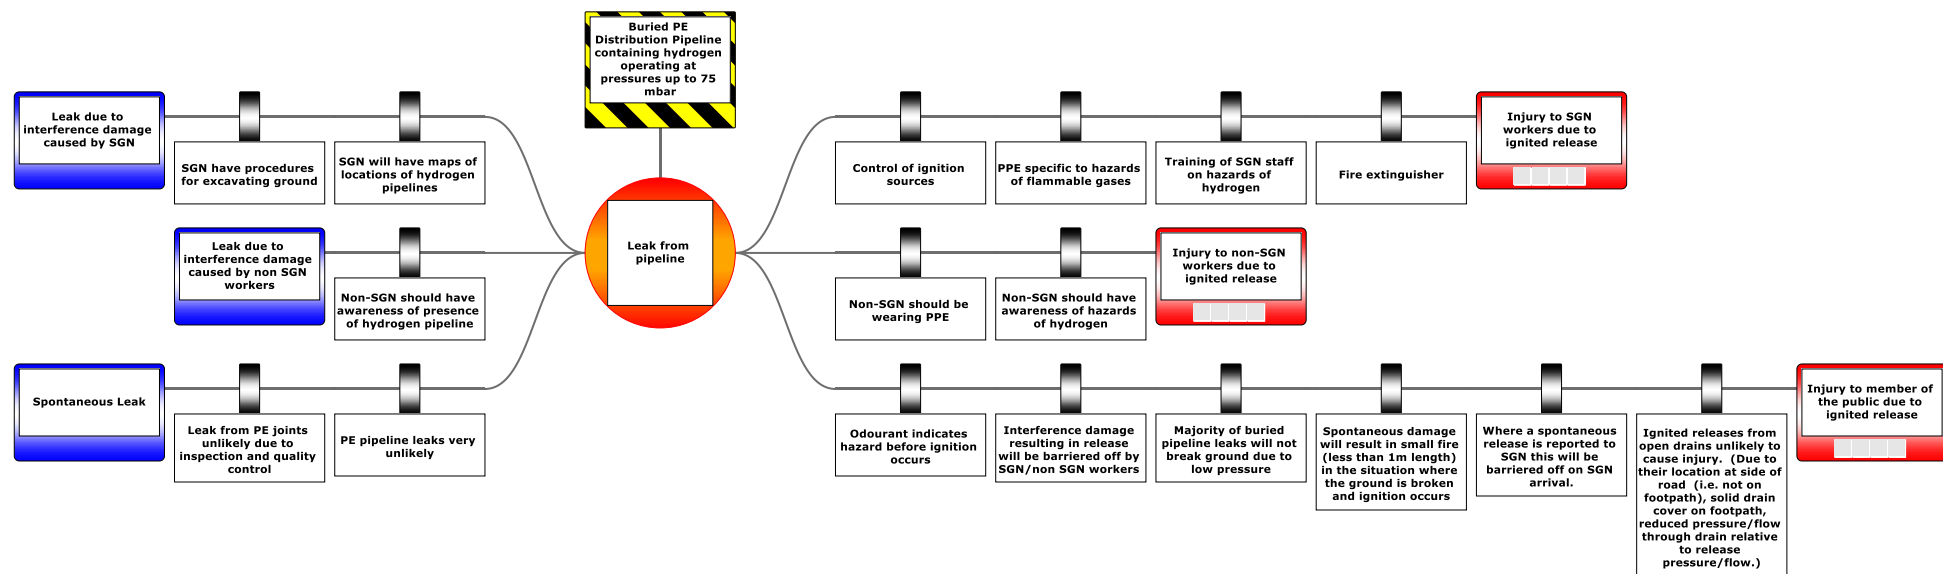 Buried PE
Distribution Pipeline
containing hydrogen
operating at
pressures up to 75
mbar
Leak due to
interference damage
caused by SGN
SGN have procedures
for excavating ground
SGN will have maps of
locations of hydrogen
pipelines
Control of ignition
sources
PPE specific to hazards
of flammable gases
Training of SGN staff
on hazards of
hydrogen
Fire extinguisher
Injury to SGN
workers due to
ignited release
Leak due to
interference damage
caused by non SGN
workers
Non-SGN should have
awareness of presence
of hydrogen pipeline
Leak from
pipeline
Non-SGN should be
wearing PPE
Non-SGN should have
awareness of hazards
of hydrogen
Injury to non-SGN
workers due to
ignited release
Spontaneous Leak
Leak from PE joints
unlikely due to
inspection and quality
control
PE pipeline leaks very
unlikely
Odourant indicates
hazard before ignition
occurs
Interference damage
resulting in release
will be barriered off by
SGN/non SGN workers
Majority of buried
pipeline leaks will not
break ground due to
low pressure
Spontaneous damage
will result in small fire
(less than 1m length)
in the situation where
the ground is broken
and ignition occurs
Where a spontaneous
release is reported to
SGN this will be
barriered off on SGN
arrival.
Ignited releases from
open drains unlikely to
cause injury.  (Due to
their location at side of
road  (i.e. not on
footpath), solid drain
cover on footpath,
reduced pressure/flow
through drain relative
to release
pressure/flow.)
Injury to member of
the public due to
ignited release